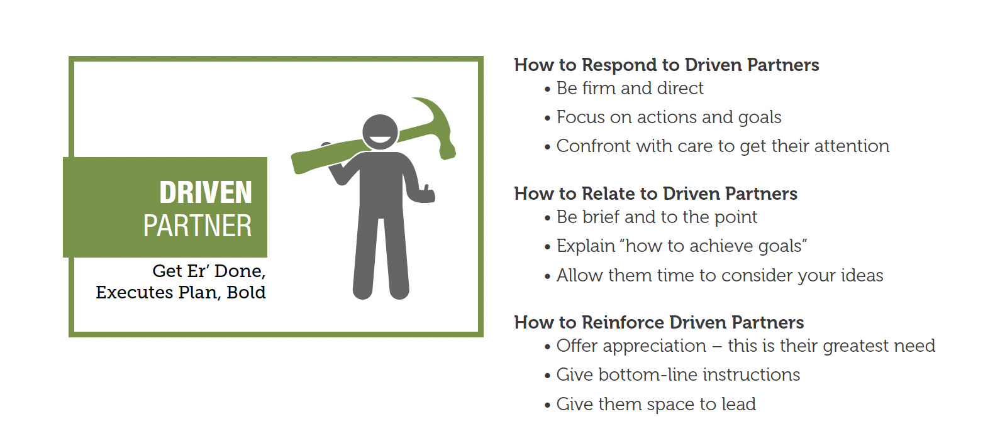 DRIVEN
PARTNER
Get Er’ Done,
Executes Plan, Bold
How to Respond to Driven Partners
• Be firm and direct
• Focus on actions and goals
• Confront with care to get their attention
How to Relate to Driven Partners
• Be brief and to the point
• Explain “how to achieve goals”
• Allow them time to consider your ideas
How to Reinforce Driven Partners
• Offer appreciation – this is their greatest need
• Give bottom-line instructions
• Give them space to lead